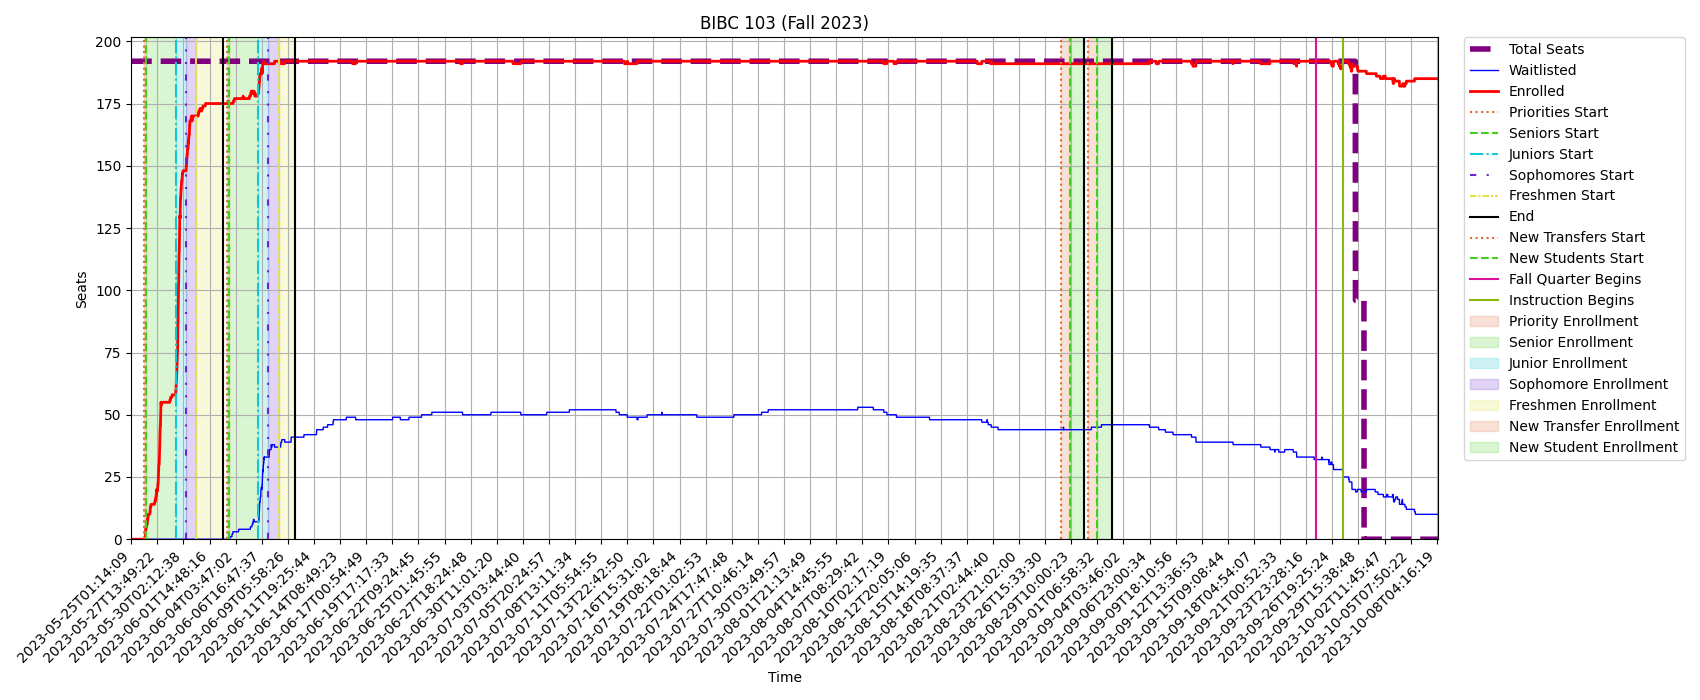 BIBC 103 (Fall 2023)
200
175
150
125
100
75
50
25
0
Seats
2023-05-25T01:14:09
2023-05-27T13:49:22
2023-05-30T02:12:38
2023-06-01T14:48:16
2023-06-04T03:47:02
2023-06-06T16:47:37
2023-06-09T05:58:26
2023-06-11T19:25:44
2023-06-14T08:49:23
2023-06-17T00:54:49
2023-06-19T17:17:33
2023-06-22T09:24:45
2023-06-25T01:45:55
2023-06-27T18:24:48
2023-06-30T11:01:20
2023-07-03T03:44:40
2023-07-05T20:24:57
2023-07-08T13:11:34
2023-07-11T05:54:55
2023-07-13T22:42:50
2023-07-16T15:31:02
2023-07-19T08:18:44
2023-07-22T01:02:53
2023-07-24T17:47:48
2023-07-27T10:46:14
2023-07-30T03:49:57
2023-08-01T21:13:49
2023-08-04T14:45:55
2023-08-07T08:29:42
2023-08-10T02:17:19
2023-08-12T20:05:06
2023-08-15T14:19:35
2023-08-18T08:37:37
2023-08-21T02:44:40
2023-08-23T21:02:00
2023-08-26T15:33:30
2023-08-29T10:00:23
2023-09-01T06:58:32
2023-09-04T03:46:02
2023-09-06T23:00:34
2023-09-09T18:10:56
2023-09-12T13:36:53
2023-09-15T09:08:44
2023-09-18T04:54:07
2023-09-21T00:52:33
2023-09-23T23:28:16
2023-09-26T19:25:24
2023-09-29T15:38:48
2023-10-02T11:45:47
2023-10-05T07:50:22
2023-10-08T04:16:19
Time
Total Seats
Waitlisted
Enrolled
Priorities Start
Seniors Start
Juniors Start
Sophomores Start
Freshmen Start
End
New Transfers Start
New Students Start
Fall Quarter Begins
Instruction Begins
Priority Enrollment
Senior Enrollment
Junior Enrollment
Sophomore Enrollment
Freshmen Enrollment
New Transfer Enrollment
New Student Enrollment